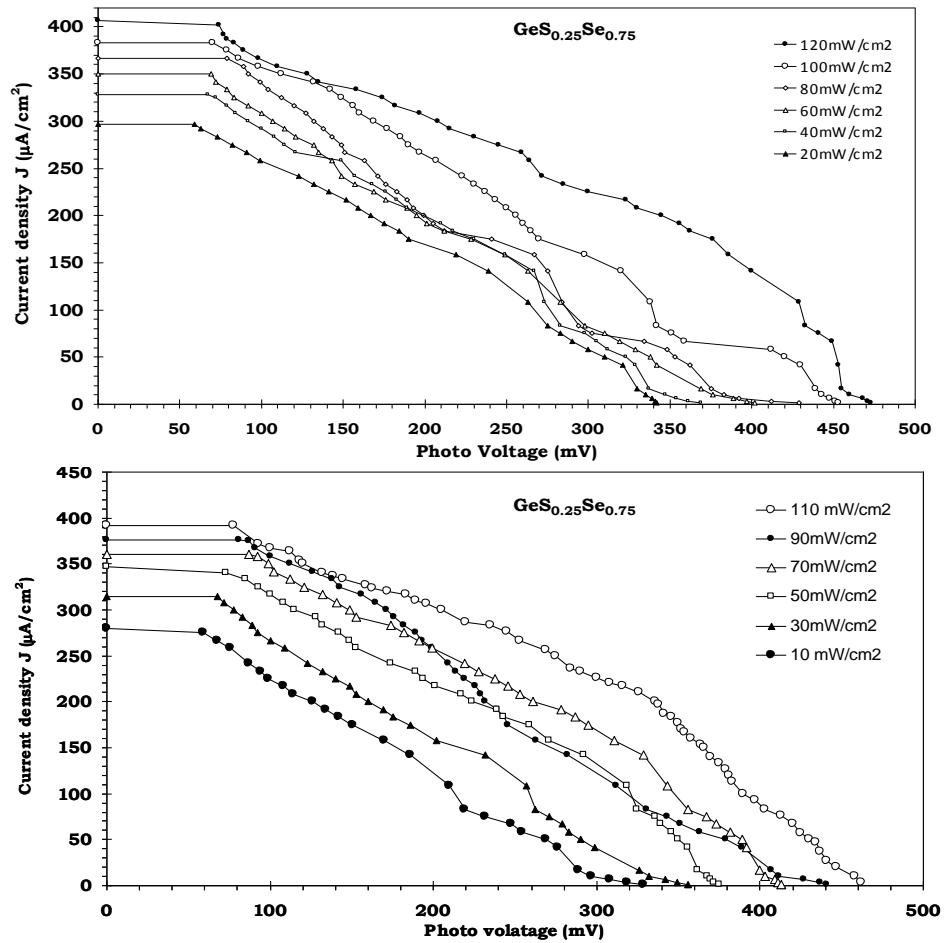 GeS0.25Se0.75
120mW/cm2
100mW/cm2
80mW/cm2
60mW/cm2
40mW/cm2
20mW/cm2
Current density J (µA/cm²)
400
350
300
250
200
150
100
50
0
0 50 100 150 200 250 300 350 400 450 500
Photo Voltage (mV)
GeS0.25Se0.75
110 mW/cm2
90mW/cm2
70mW/cm2
50mW/cm2
30mW/cm2
10 mW/cm2
Current density J (µA/cm²)
450
400
350
300
250
200
150
100
50
0
100 200 300 400 500
Photo volatage (mV)